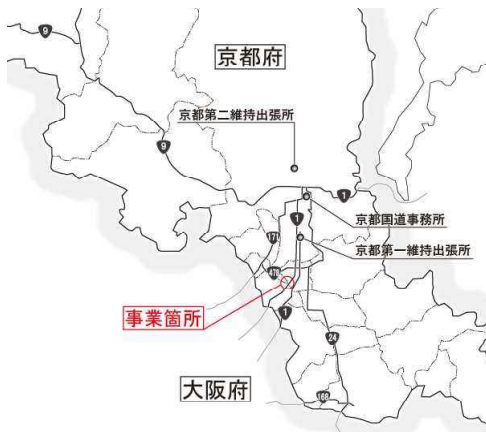 9
京都府
京都第二維持出張所
9
1
京都国道事務所
1
171
京都第一維持出張所
478
事業箇所
1
24
大阪府
168